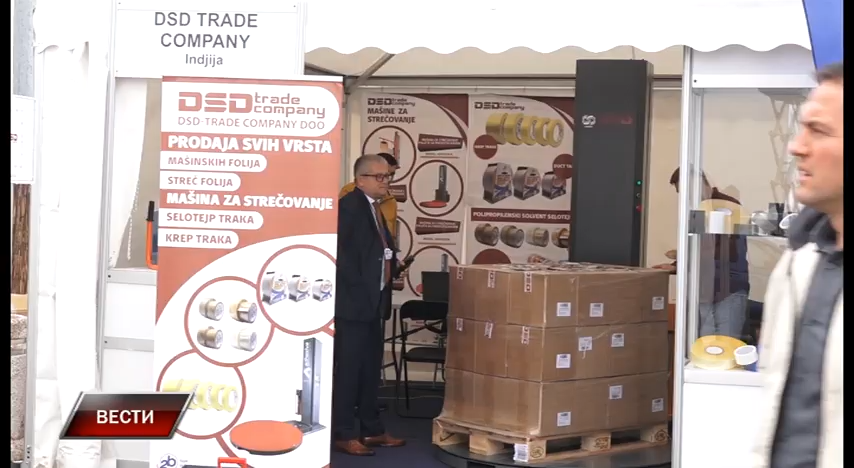 DSD TRADE
COMPANY
Indjija
DSD trade
company
DSD-TRADE COMPANY DOO
PRODAJA SVIH VRSTA
MAŠINSKIH FOLIJA
STREČ FOLIJA
MAŠINA ZA STREČOVANJE
SELOTEJP TRAKA
KREP TRAKA
DSD trade
company
MAŠINE ZA
STREČOVANJE
DSD trade
company
POLIPROPILENSKI SOLVENT SELOTEJP
ВЕСТИ